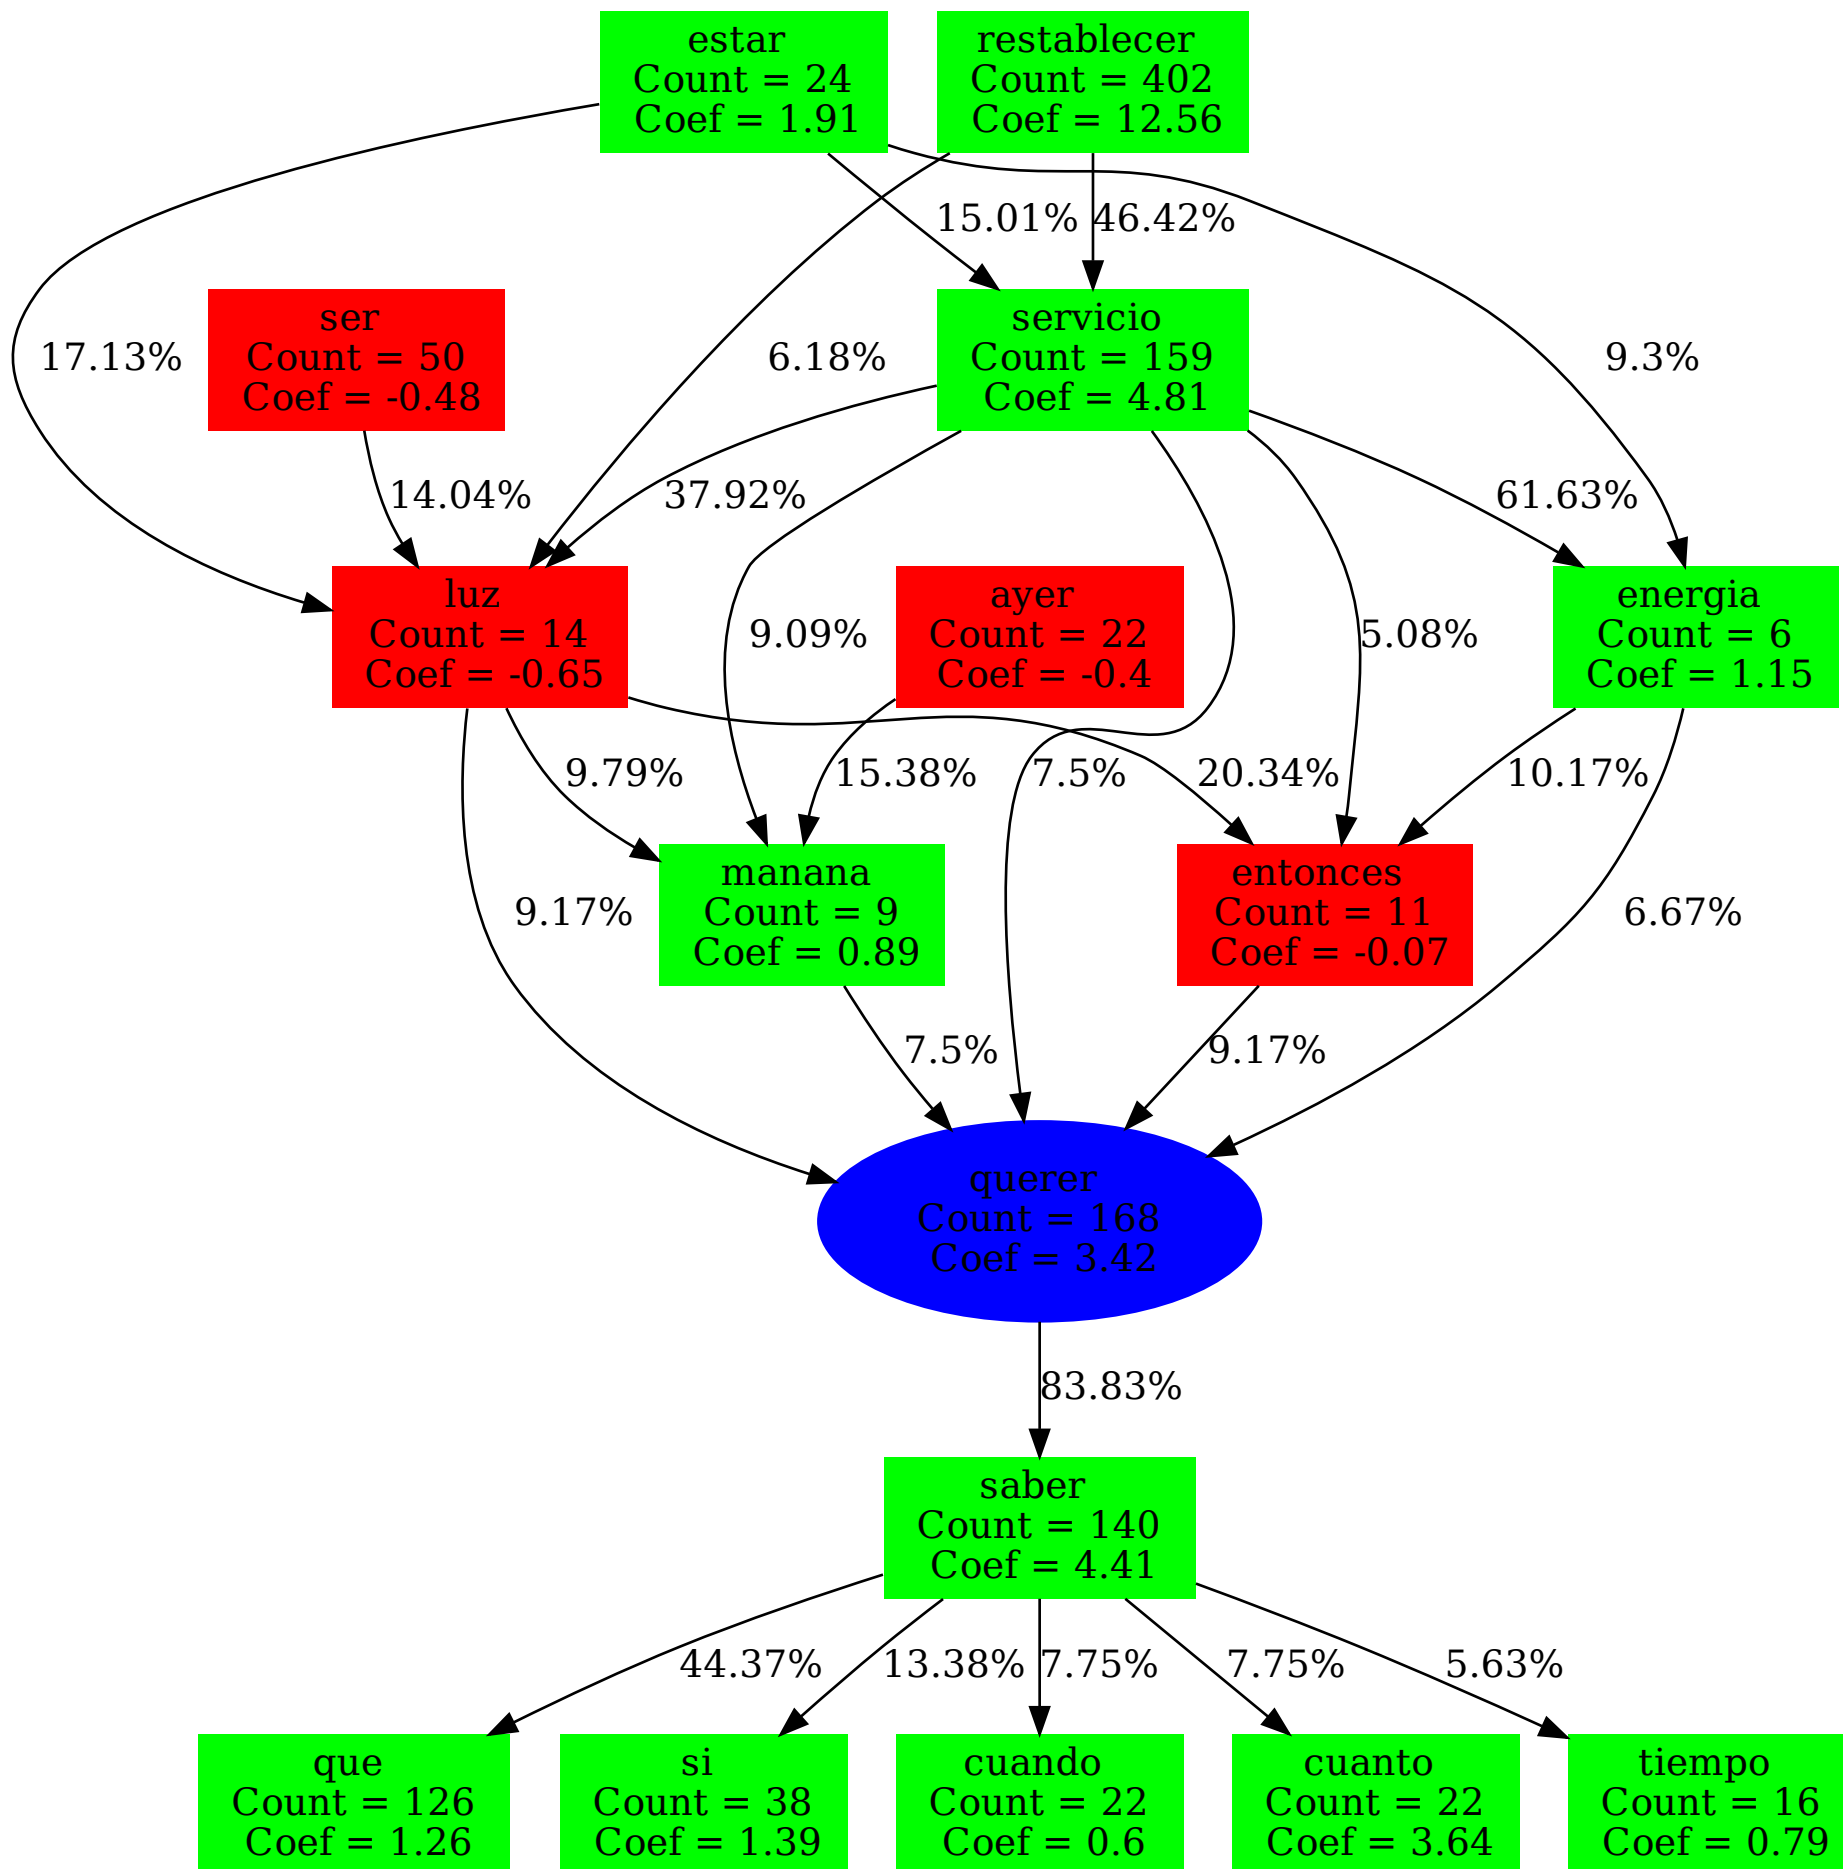 estar
Count = 24
Coef = 1.91
restablecer
Count = 402
Coef = 12.56
15.01%
46.42%
ser
Count = 50
Coef = -0.48
servicio
Count = 159
Coef = 4.81
17.13%
6.18%
9.3%
14.04%
37.92%
61.63%
luz
Count = 14
Coef = -0.65
ayer
Count = 22
Coef = -0.4
energia
Count = 6
Coef = 1.15
9.09%
5.08%
9.79%
15.38%
7.5%
20.34%
10.17%
manana
Count = 9
Coef = 0.89
entonces
Count = 11
Coef = -0.07
9.17%
6.67%
7.5%
9.17%
querer
Count = 168
Coef = 3.42
83.83%
saber
Count = 140
Coef = 4.41
44.37%
13.38%
7.75%
7.75%
5.63%
que
Count = 126
Coef = 1.26
si
Count = 38
Coef = 1.39
cuando
Count = 22
Coef = 0.6
cuanto
Count = 22
Coef = 3.64
tiempo
Count = 16
Coef = 0.79